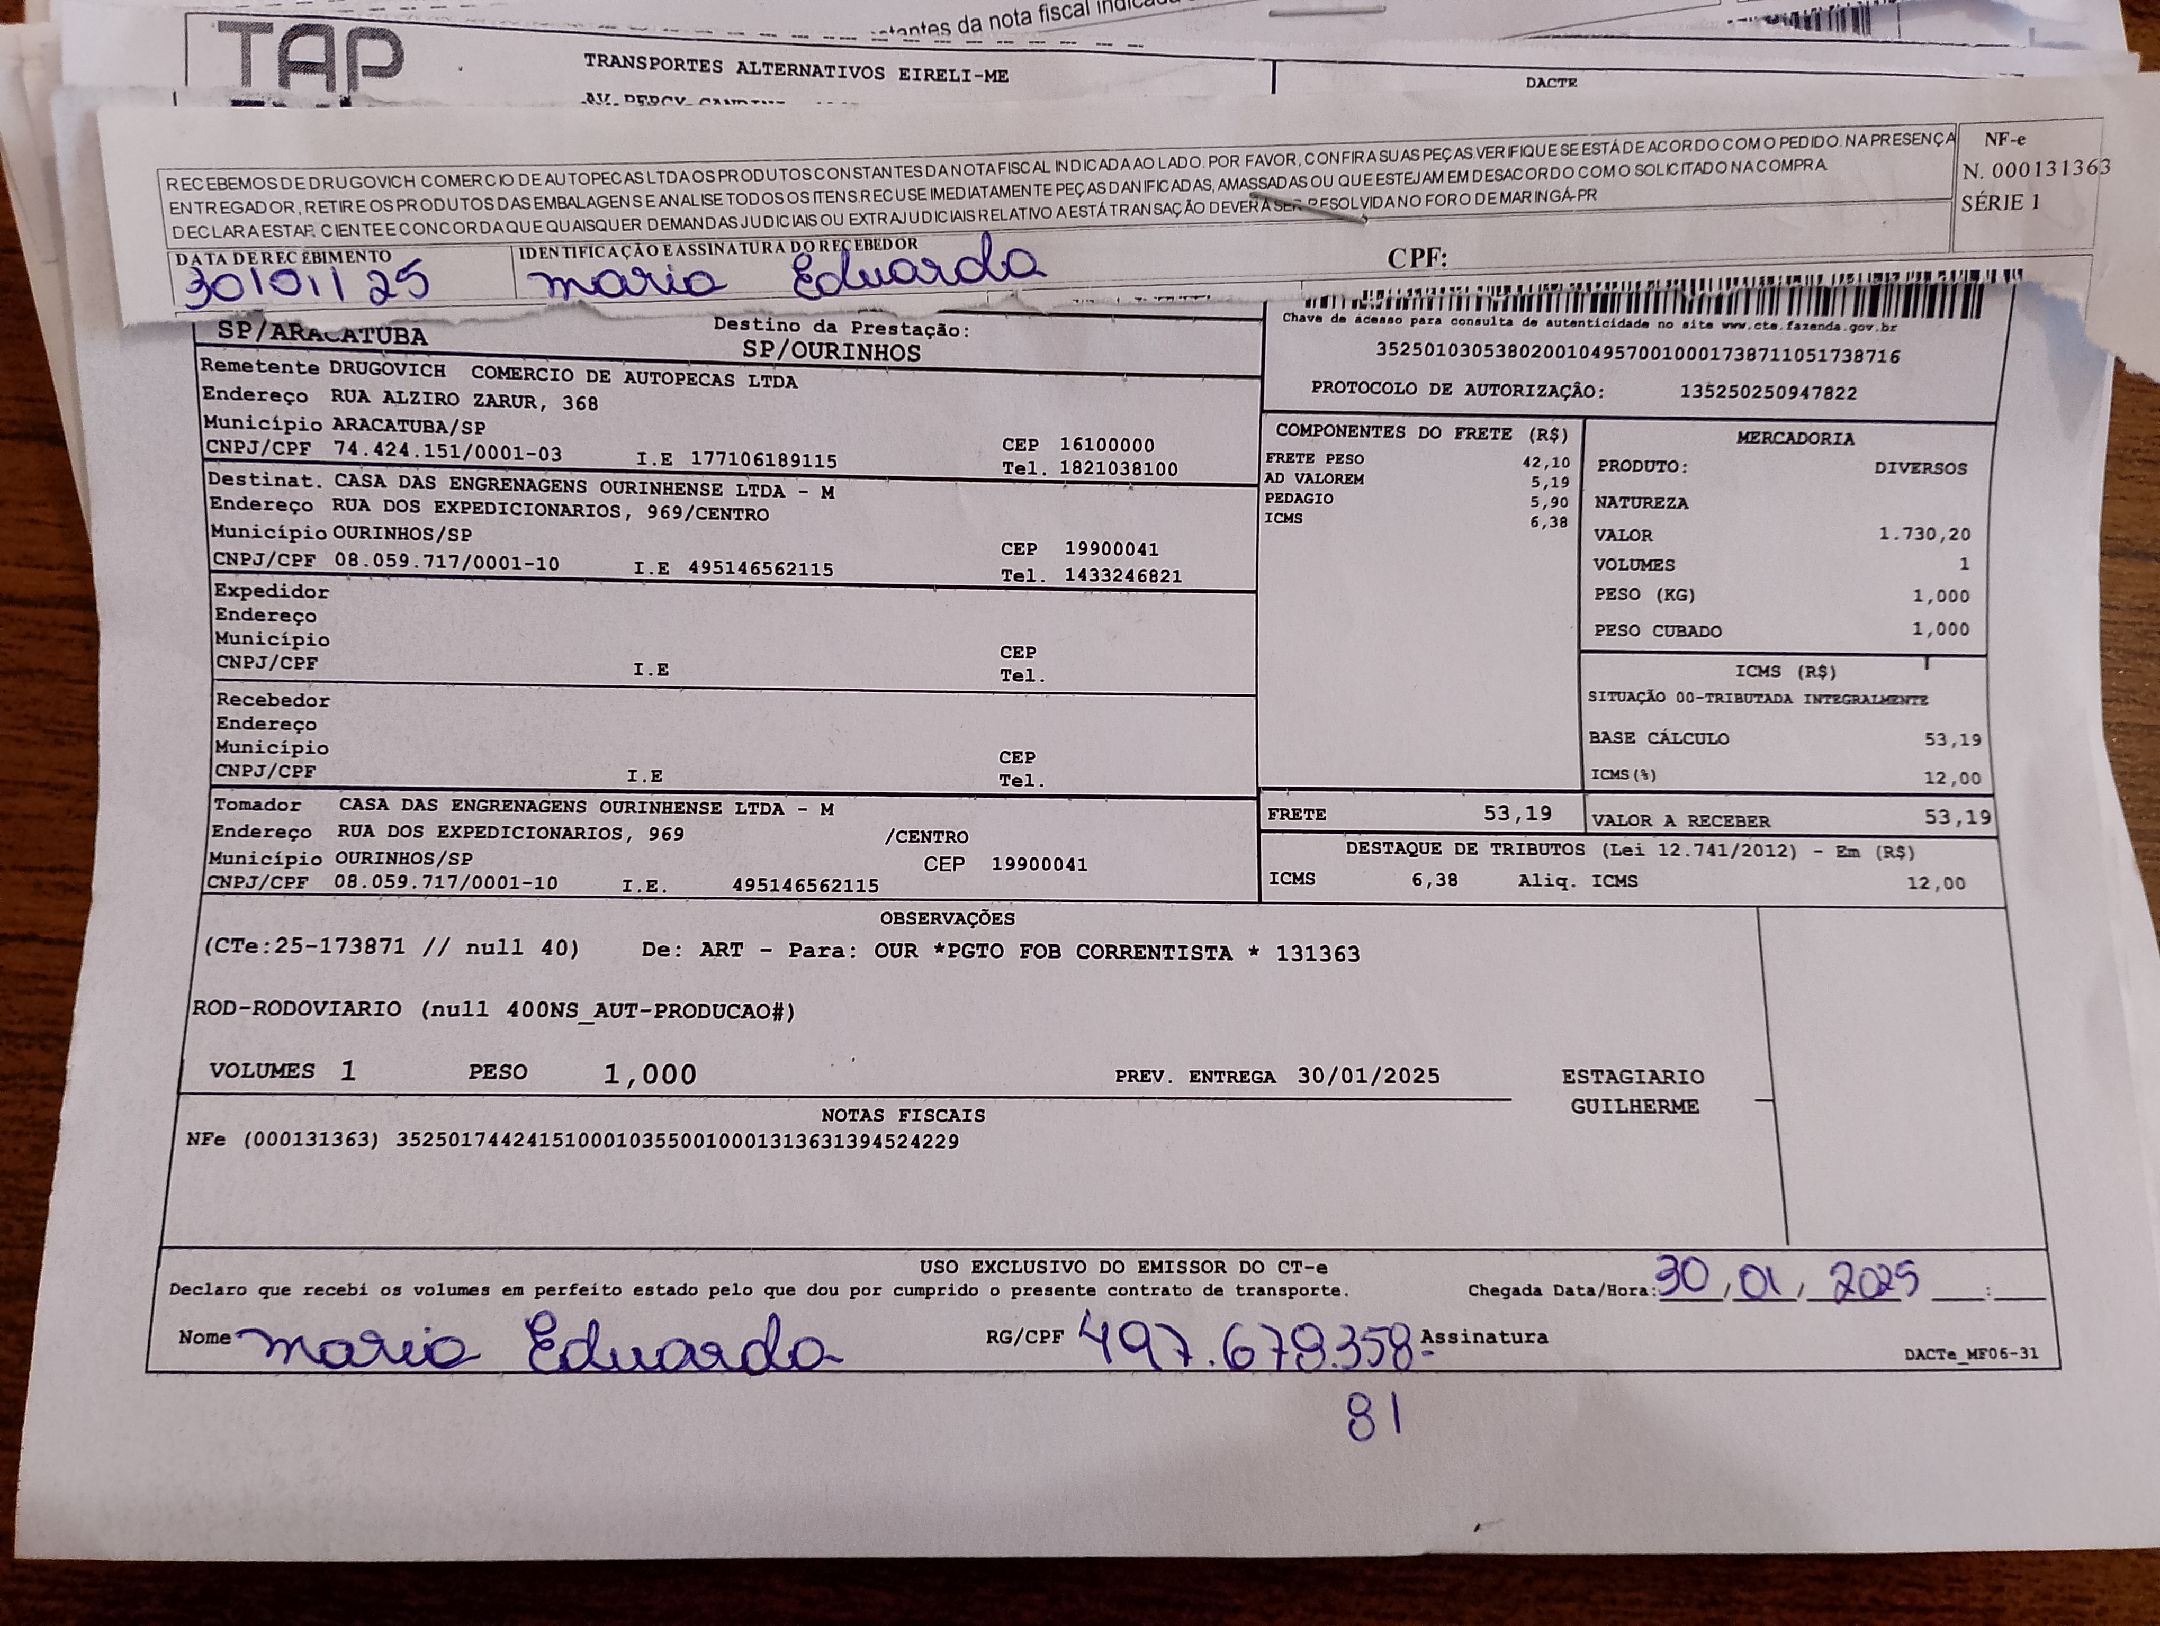 stantes da nota fiscal
TAP
TRANSPORTES ALTERNATIVOS EIRELI-ME
DACTE
AV. PERCY
RECEBEMOS DE DRUGOVICH COMERCIO DE AUTOPECAS LTDA OS PRODUTOS CONSTANTES DA NOTA FISCAL INDICADA AO LADO. POR FAVOR, CONFIRA SUAS PEÇAS VERIFIQUE SE ESTÁ DE ACORDO COM O PEDIDO. NA PRESENÇA
ENTREGADOR, RETIRE OS PRODUTOS DAS EMBALAGENS E ANALISE TODOS OS ITENS.RECUSE IMEDIATAMENTE PEÇAS DANIFICADAS, AMASSADAS OU QUE ESTEJAM EM DESACORDO COM O SOLICITADO NA COMPRA.
DECLARA ESTAR CIENTE E CONCORDA QUE QUAISQUER DEMANDAS JUDICIAIS OU EXTRAJUDICIAIS RELATIVO A ESTÁ TRANSAÇÃO DEVERÁ SER RESOLVIDA NO FORO DE MARINGÁ-PR
NF-e
N. 000131363
SÉRIE 1
DATA DE RECEBIMENTO
30/01/25
IDENTIFICAÇÃO E ASSINATURA DO RECEBEDOR
maria Eduarda
CPF:
SP/ARACATUBA
Destino da Prestação:
SP/OURINHOS
Chave de acesso para consulta de autenticidade no site www.cte.fazenda.gov.br
35250103053802001049570010001738711051738716
PROTOCOLO DE AUTORIZAÇÃO: 135250250947822
Remetente DRUGOVICH COMERCIO DE AUTOPECAS LTDA
Endereço RUA ALZIRO ZARUR, 368
Município ARACATUBA/SP
CEP 16100000
CNPJ/CPF 74.424.151/0001-03 I.E 177106189115
Tel. 1821038100
Destinat. CASA DAS ENGRENAGENS OURINHENSE LTDA - M
Endereço RUA DOS EXPEDICIONARIOS, 969/CENTRO
Município OURINHOS/SP
CEP 19900041
CNPJ/CPF 08.059.717/0001-10 I.E 495146562115
Tel. 1433246821
Expedidor
Endereço
Município
CEP
CNPJ/CPF I.E
Tel.
Recebedor
Endereço
Município
CEP
CNPJ/CPF I.E
Tel.
Tomador CASA DAS ENGRENAGENS OURINHENSE LTDA - M
Endereço RUA DOS EXPEDICIONARIOS, 969 /CENTRO
Município OURINHOS/SP CEP 19900041
CNPJ/CPF 08.059.717/0001-10 I.E. 495146562115
COMPONENTES DO FRETE (R$)
FRETE PESO 42,10
AD VALOREM 5,19
PEDAGIO 5,90
ICMS 6,38
MERCADORIA
PRODUTO: DIVERSOS
NATUREZA
VALOR 1.730,20
VOLUMES 1
PESO (KG) 1,000
PESO CUBADO 1,000
ICMS (R$)
SITUAÇÃO 00-TRIBUTADA INTEGRALMENTE
BASE CÁLCULO 53,19
ICMS(%) 12,00
FRETE 53,19
VALOR A RECEBER 53,19
DESTAQUE DE TRIBUTOS (Lei 12.741/2012) - Em (R$)
ICMS 6,38 Aliq. ICMS 12,00
OBSERVAÇÕES
(CTe:25-173871 // null 40) De: ART - Para: OUR *PGTO FOB CORRENTISTA * 131363
ROD-RODOVIARIO (null 400NS_AUT-PRODUCAO#)
VOLUMES 1 PESO 1,000 PREV. ENTREGA 30/01/2025
ESTAGIARIO
GUILHERME
NOTAS FISCAIS
NFe (000131363) 35250174424151000103550010001313631394524229
USO EXCLUSIVO DO EMISSOR DO CT-e
Declaro que recebi os volumes em perfeito estado pelo que dou por cumprido o presente contrato de transporte.
Chegada Data/Hora: 30/01/2025 __:__
Nome maria Eduarda RG/CPF 497.679.358- Assinatura
81
DACTe_MF06-31